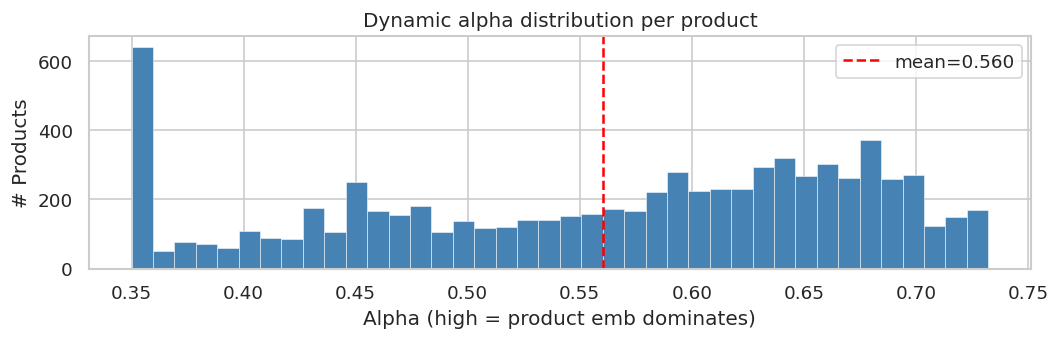 Dynamic alpha distribution per product
mean=0.560
# Products
600
400
200
0
0.35 0.40 0.45 0.50 0.55 0.60 0.65 0.70 0.75
Alpha (high = product emb dominates)